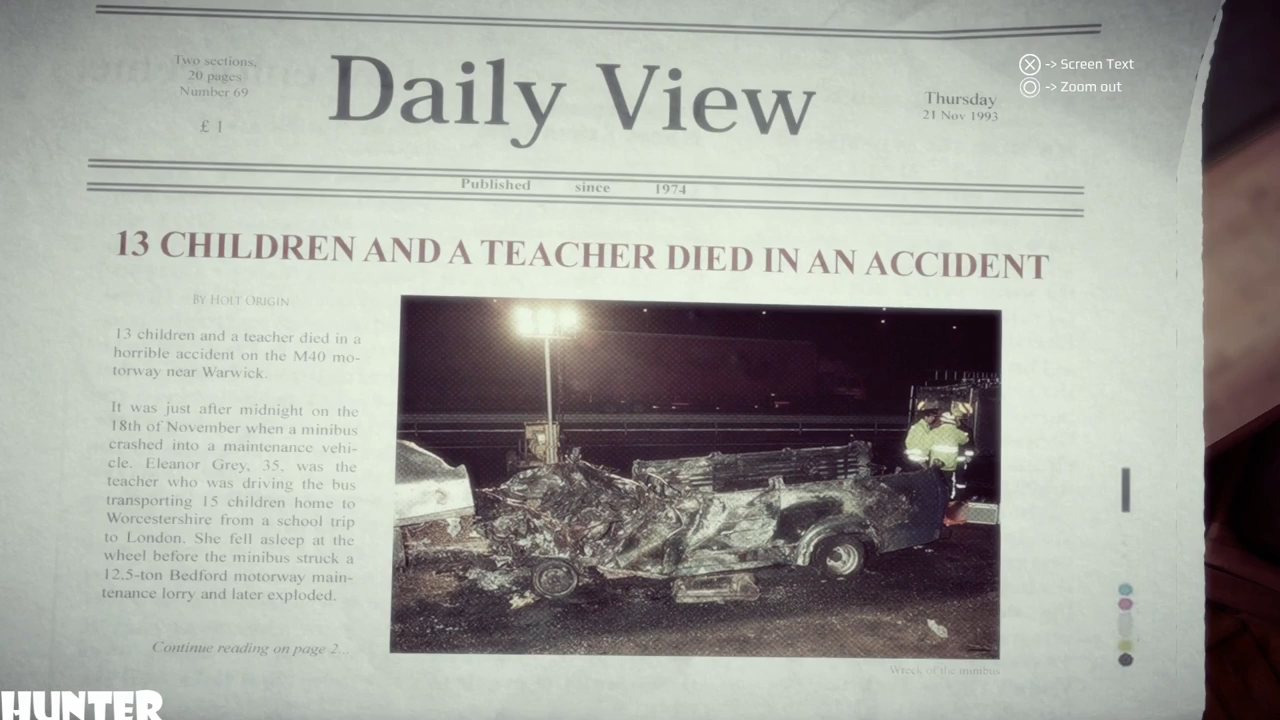 Two sections,
20 pages
Number 69
£ 1
Daily View
Thursday
21 Nov 1993
-> Screen Text
-> Zoom out
Published since 1974
13 CHILDREN AND A TEACHER DIED IN AN ACCIDENT
BY HOLT ORIGIN
13 children and a teacher died in a
horrible accident on the M40 mo-
torway near Warwick.
It was just after midnight on the
18th of November when a minibus
crashed into a maintenance vehi-
cle. Eleanor Grey, 35, was the
teacher who was driving the bus
transporting 15 children home to
Worcestershire from a school trip
to London. She fell asleep at the
wheel before the minibus struck a
12.5-ton Bedford motorway main-
tenance lorry and later exploded.
Continue reading on page 2...
Wreck of the minibus
HUNTER